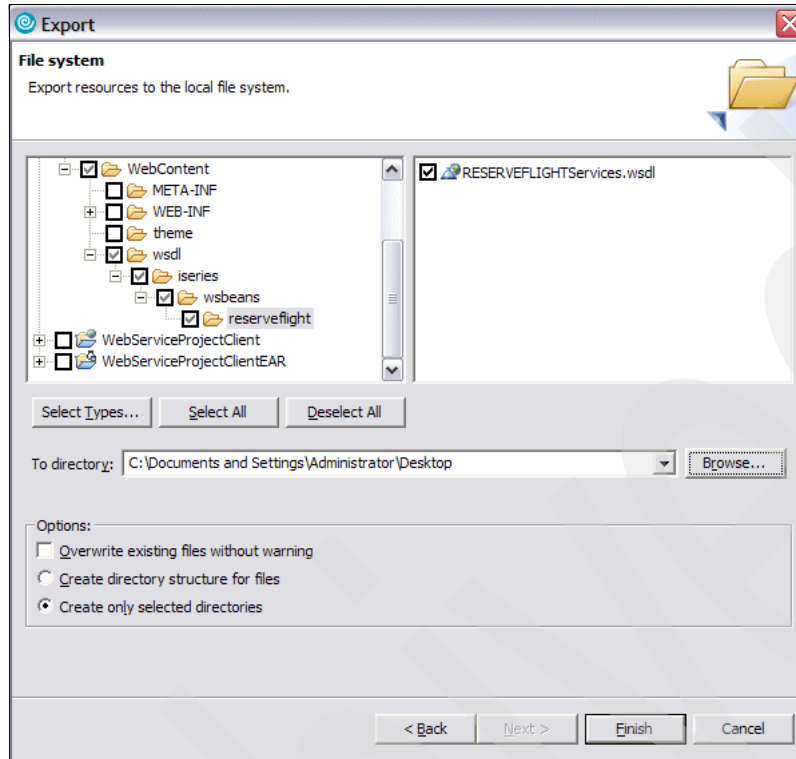 Export
File system
Export resources to the local file system.
WebContent
META-INF
WEB-INF
theme
wsdl
iseries
wsbeans
reserveflight
WebServiceProjectClient
WebServiceProjectClientEAR
RESERVEFLIGHTServices.wsdl
Select Types... Select All Deselect All
To directory: C:\Documents and Settings\Administrator\Desktop Browse...
Options:
Overwrite existing files without warning
Create directory structure for files
Create only selected directories
< Back Next > Finish Cancel